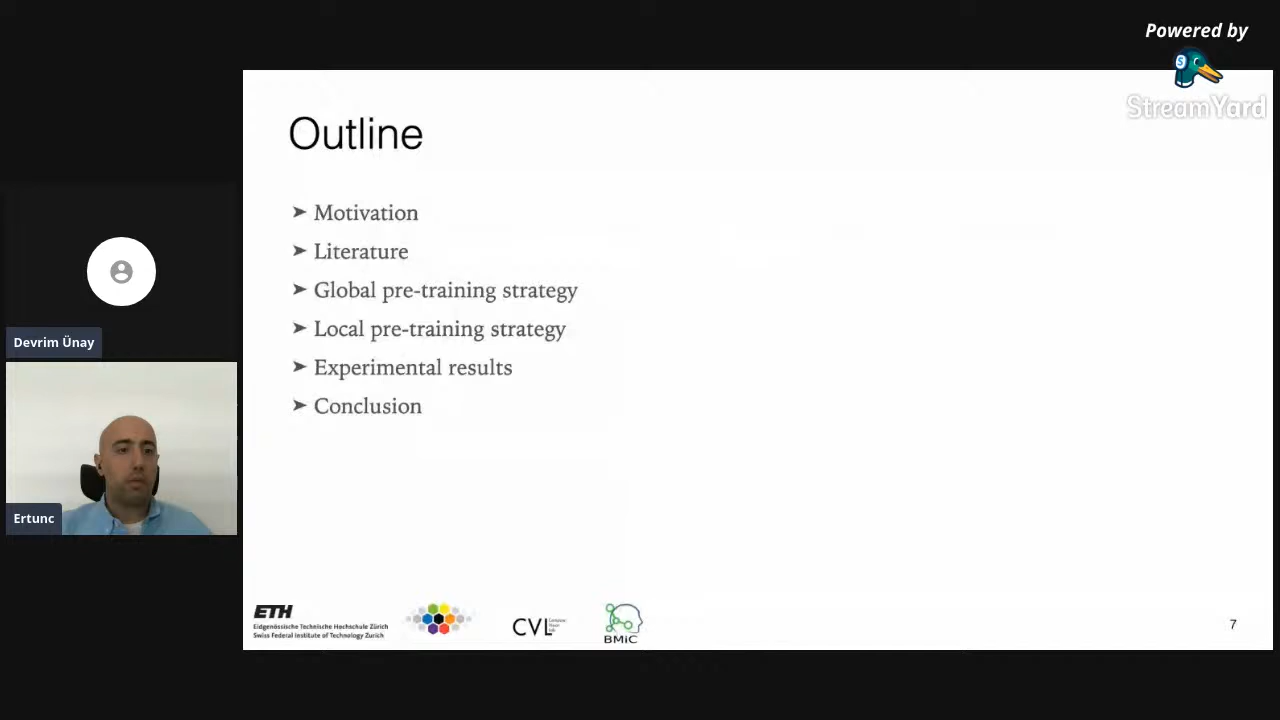 Powered by
StreamYard
Outline
➤ Motivation
➤ Literature
➤ Global pre-training strategy
➤ Local pre-training strategy
➤ Experimental results
➤ Conclusion
Devrim Ünay
Ertunc
ETH
Eidgenössische Technische Hochschule Zürich
Swiss Federal Institute of Technology Zurich
CVL
BMiC
7